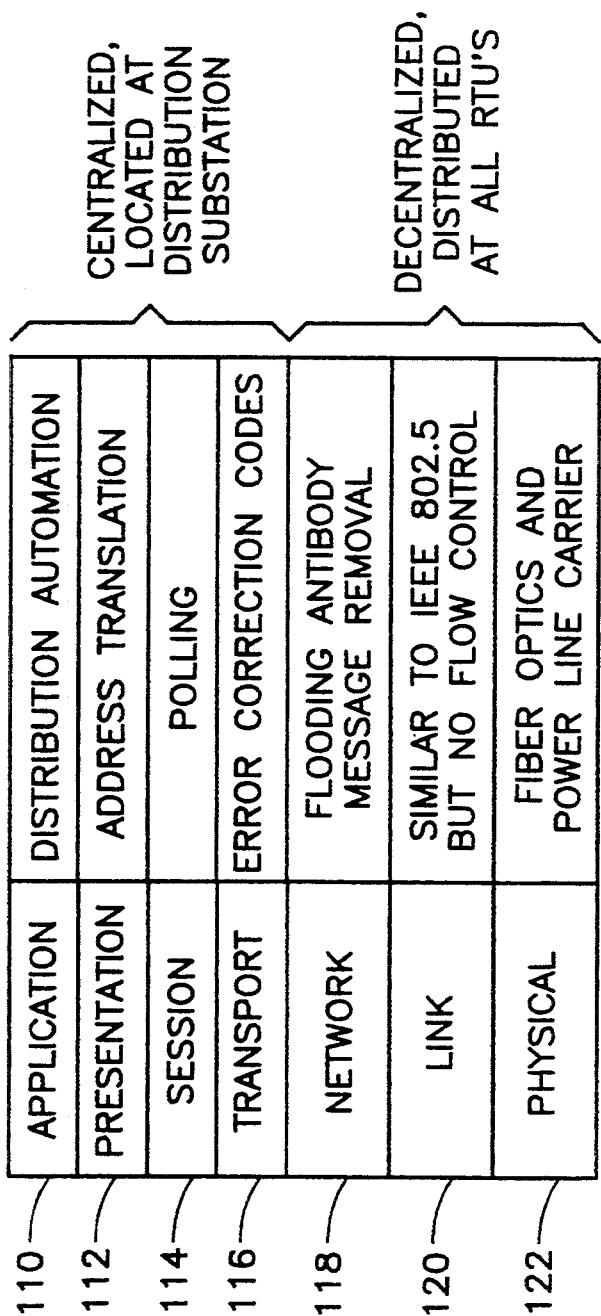 110
APPLICATION
DISTRIBUTION AUTOMATION
112
PRESENTATION
ADDRESS TRANSLATION
114
SESSION
POLLING
116
TRANSPORT
ERROR CORRECTION CODES
118
NETWORK
FLOODING ANTIBODY
MESSAGE REMOVAL
120
LINK
SIMILAR TO IEEE 802.5
BUT NO FLOW CONTROL
122
PHYSICAL
FIBER OPTICS AND
POWER LINE CARRIER
CENTRALIZED,
LOCATED AT
DISTRIBUTION
SUBSTATION
DECENTRALIZED,
DISTRIBUTED
AT ALL RTU'S